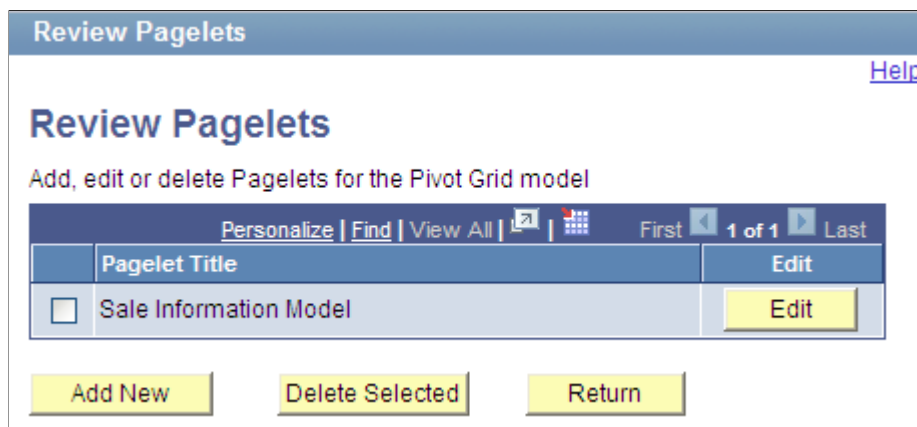 Review Pagelets
Help
Review Pagelets
Add, edit or delete Pagelets for the Pivot Grid model
Personalize | Find | View All | | First 1 of 1 Last
Pagelet Title Edit
Sale Information Model Edit
Add New Delete Selected Return